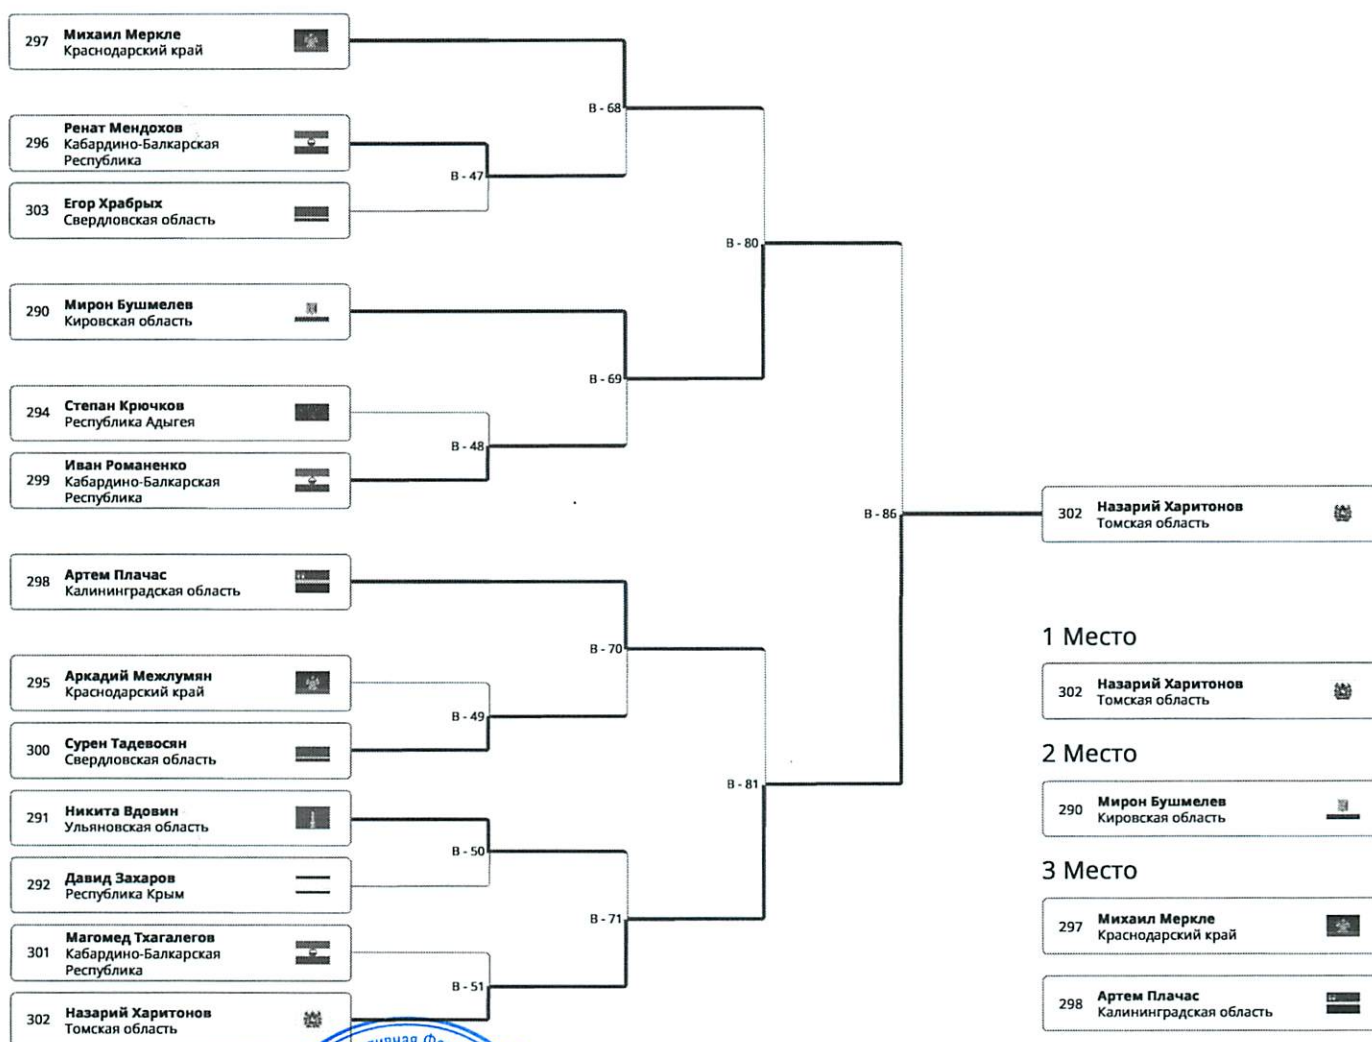 297 Михаил Меркле
Краснодарский край
B - 68
296 Ренат Мендохов
Кабардино-Балкарская
Республика
B - 47
303 Егор Храбрых
Свердловская область
B - 80
290 Мирон Бушмелев
Кировская область
B - 69
294 Степан Крючков
Республика Адыгея
B - 48
299 Иван Романенко
Кабардино-Балкарская
Республика
B - 86
302 Назарий Харитонов
Томская область
298 Артем Плачас
Калининградская область
B - 70
295 Аркадий Межлумян
Краснодарский край
B - 49
300 Сурен Тадевосян
Свердловская область
B - 81
291 Никита Вдовин
Ульяновская область
B - 50
292 Давид Захаров
Республика Крым
B - 71
301 Магомед Тхагалегов
Кабардино-Балкарская
Республика
B - 51
302 Назарий Харитонов
Томская область
1 Место
302 Назарий Харитонов
Томская область
2 Место
290 Мирон Бушмелев
Кировская область
3 Место
297 Михаил Меркле
Краснодарский край
298 Артем Плачас
Калининградская область